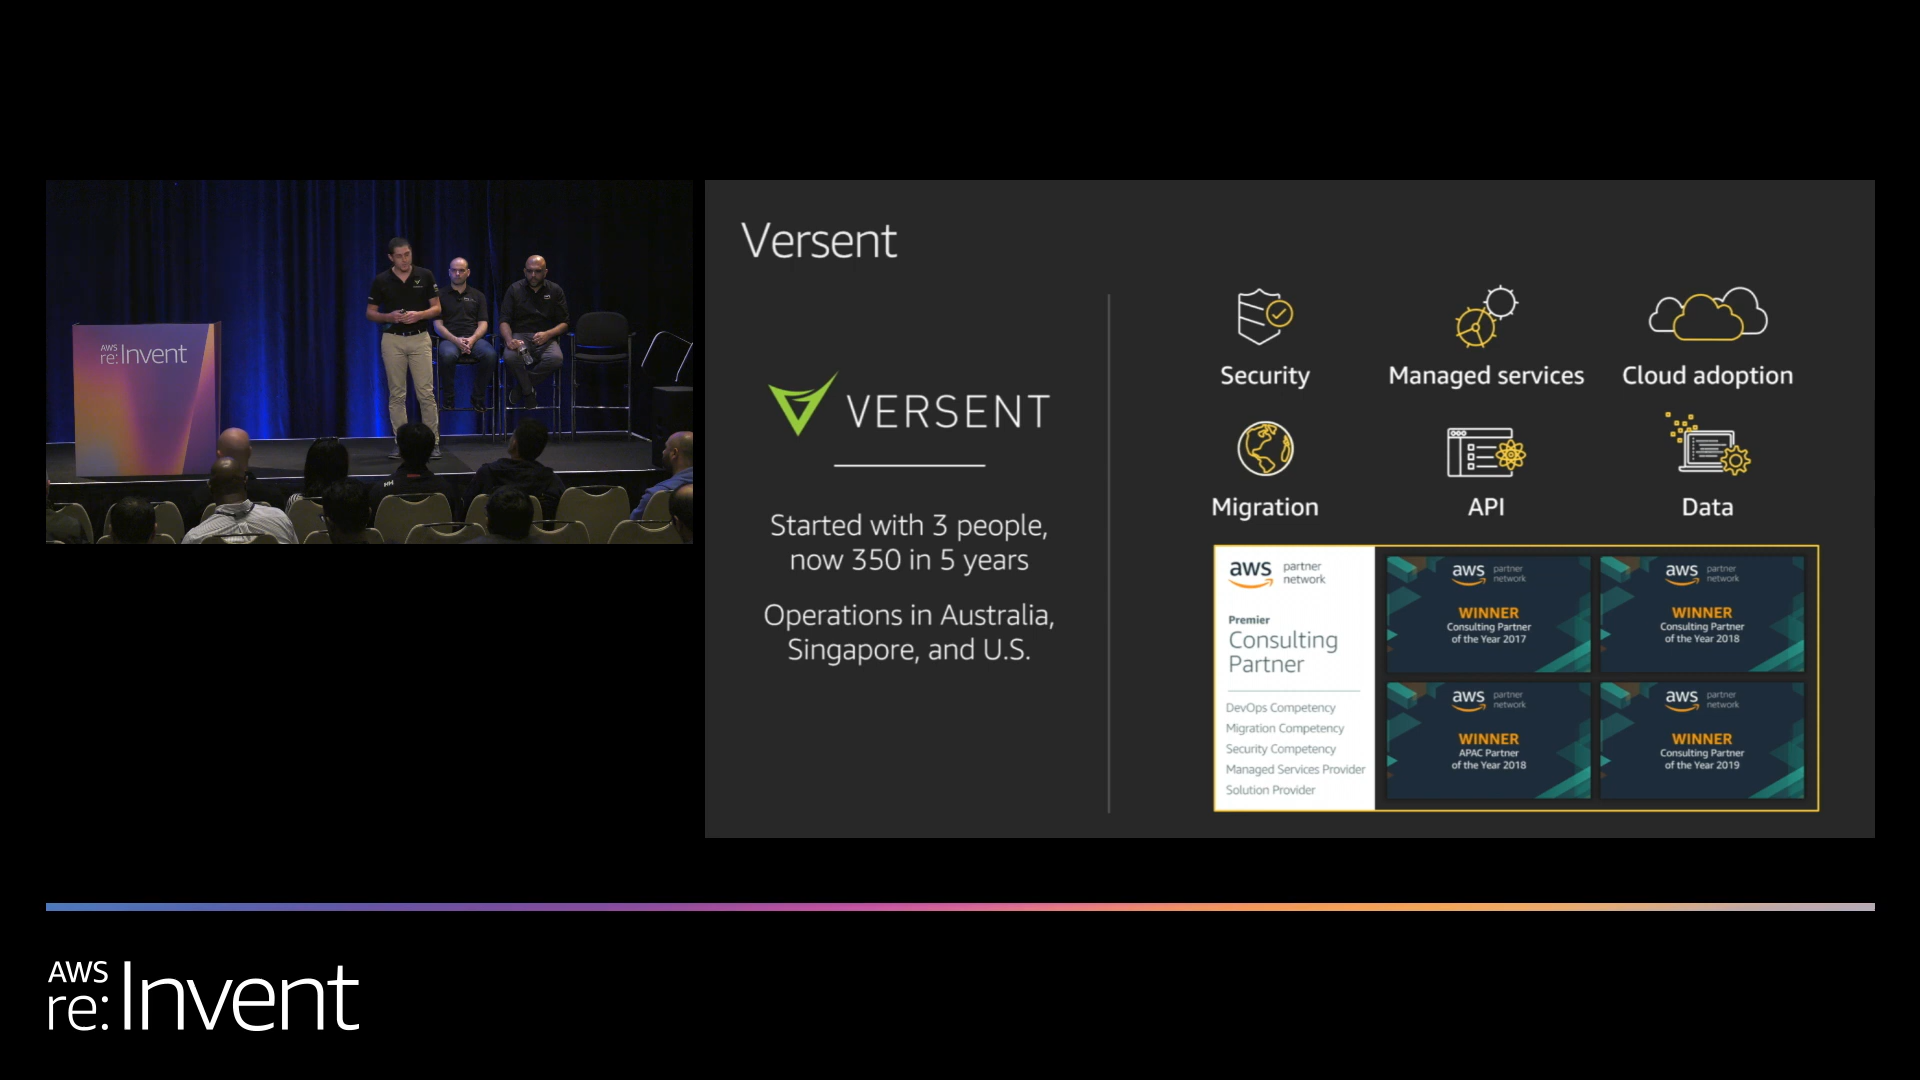 AWS
re:Invent
Versent
VERSENT
Started with 3 people,
now 350 in 5 years
Operations in Australia,
Singapore, and U.S.
Security
Managed services
Cloud adoption
Migration
API
Data
aws partner
network
Premier
Consulting
Partner
DevOps Competency
Migration Competency
Security Competency
Managed Services Provider
Solution Provider
aws partner
network
WINNER
Consulting Partner
of the Year 2017
aws partner
network
WINNER
Consulting Partner
of the Year 2018
aws partner
network
WINNER
APAC Partner
of the Year 2018
aws partner
network
WINNER
Consulting Partner
of the Year 2019
AWS
re:Invent